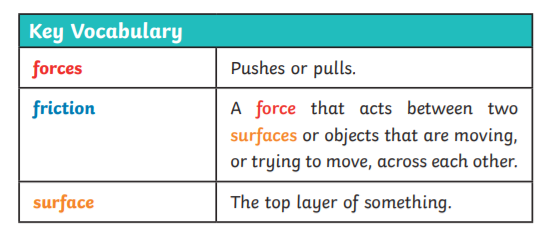 Key Vocabulary
forces
Pushes or pulls.
friction
A force that acts between two
surfaces or objects that are moving,
or trying to move, across each other.
surface
The top layer of something.